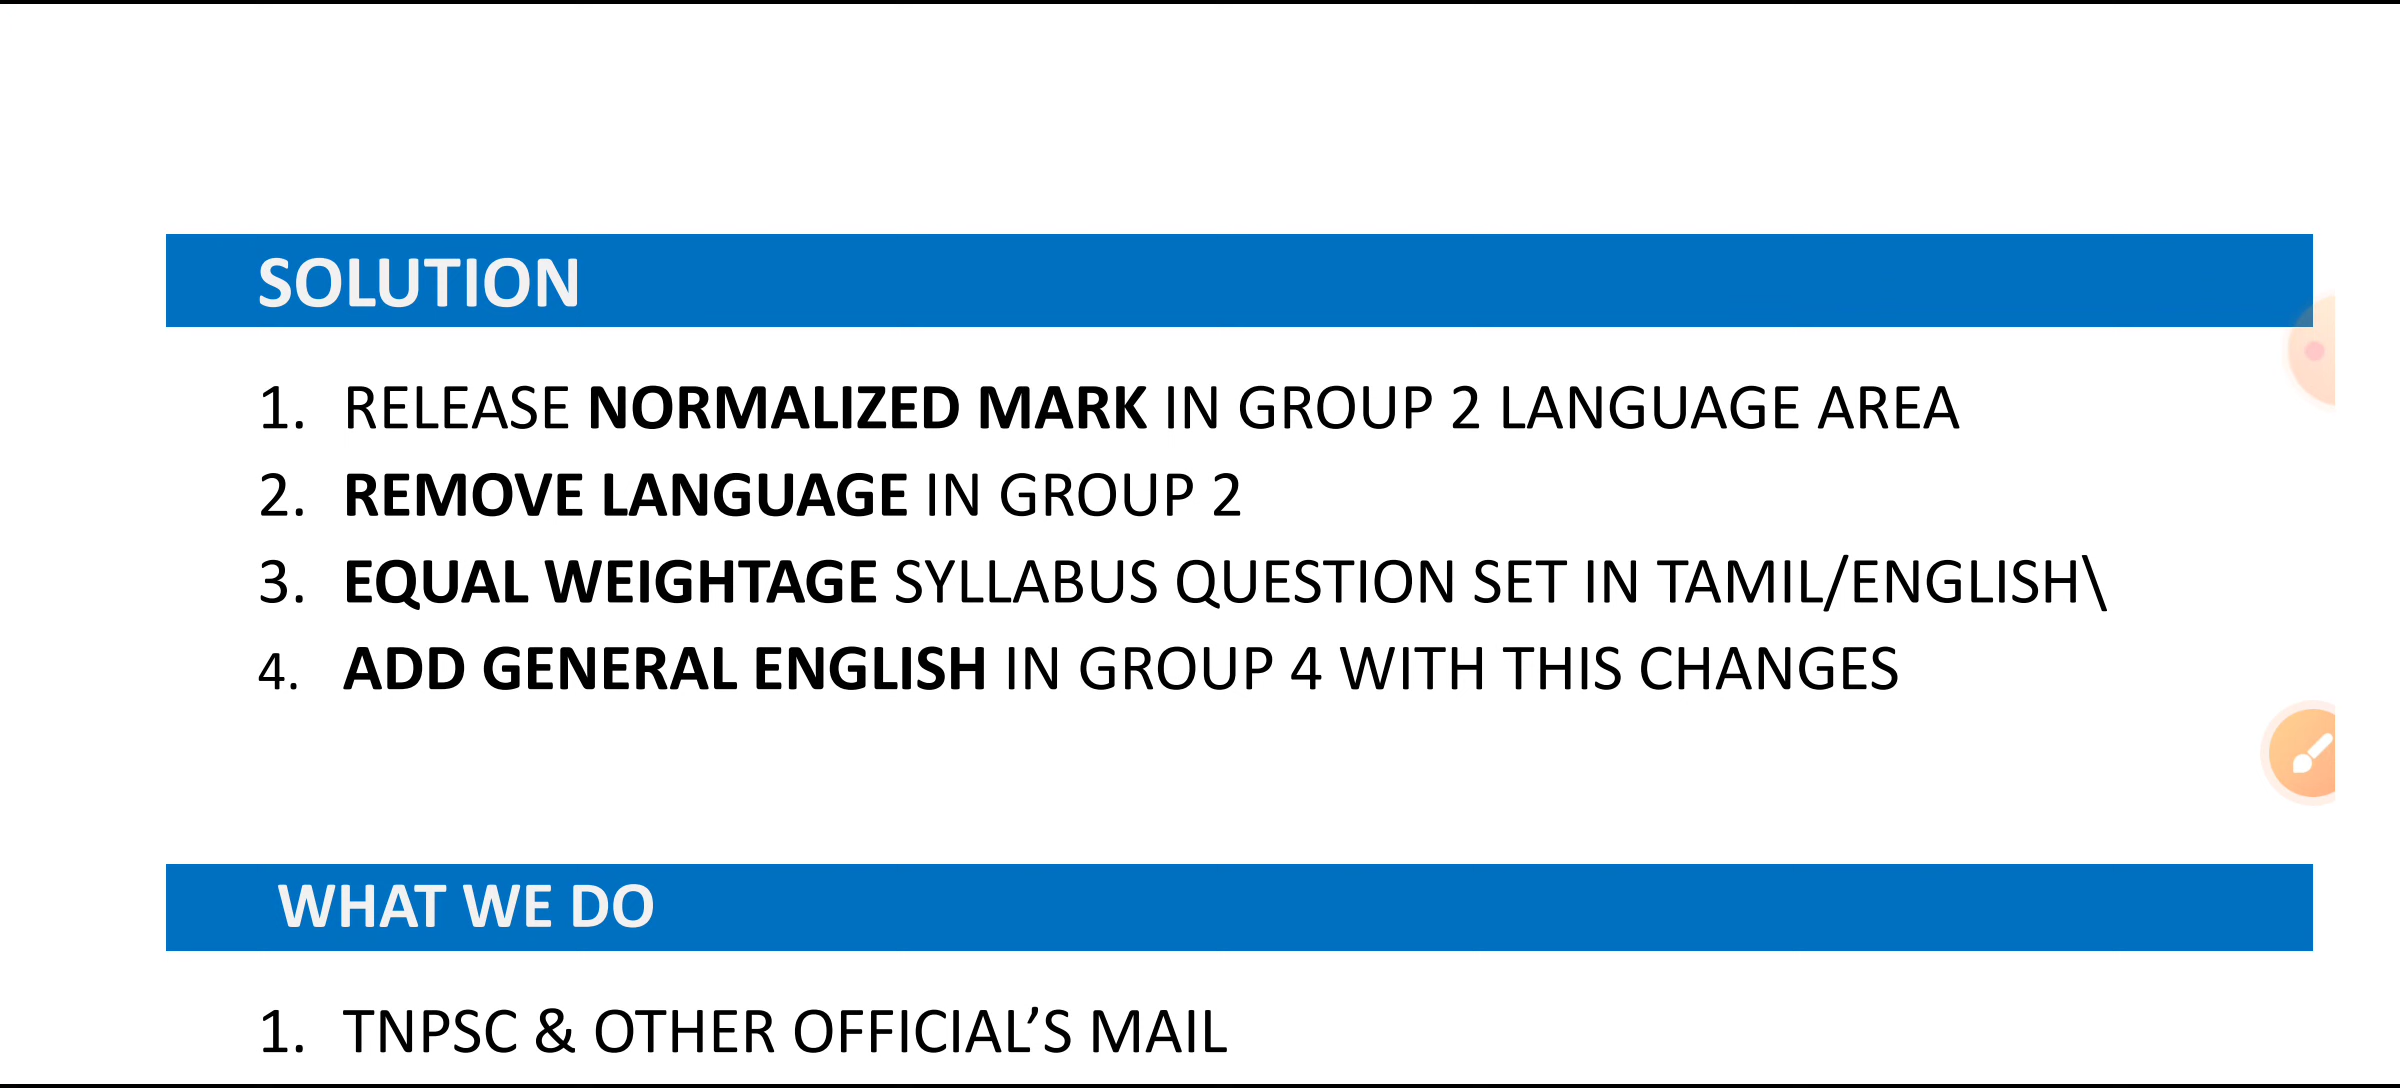 SOLUTION
1. RELEASE NORMALIZED MARK IN GROUP 2 LANGUAGE AREA
2. REMOVE LANGUAGE IN GROUP 2
3. EQUAL WEIGHTAGE SYLLABUS QUESTION SET IN TAMIL/ENGLISH\
4. ADD GENERAL ENGLISH IN GROUP 4 WITH THIS CHANGES
WHAT WE DO
1. TNPSC & OTHER OFFICIAL’S MAIL